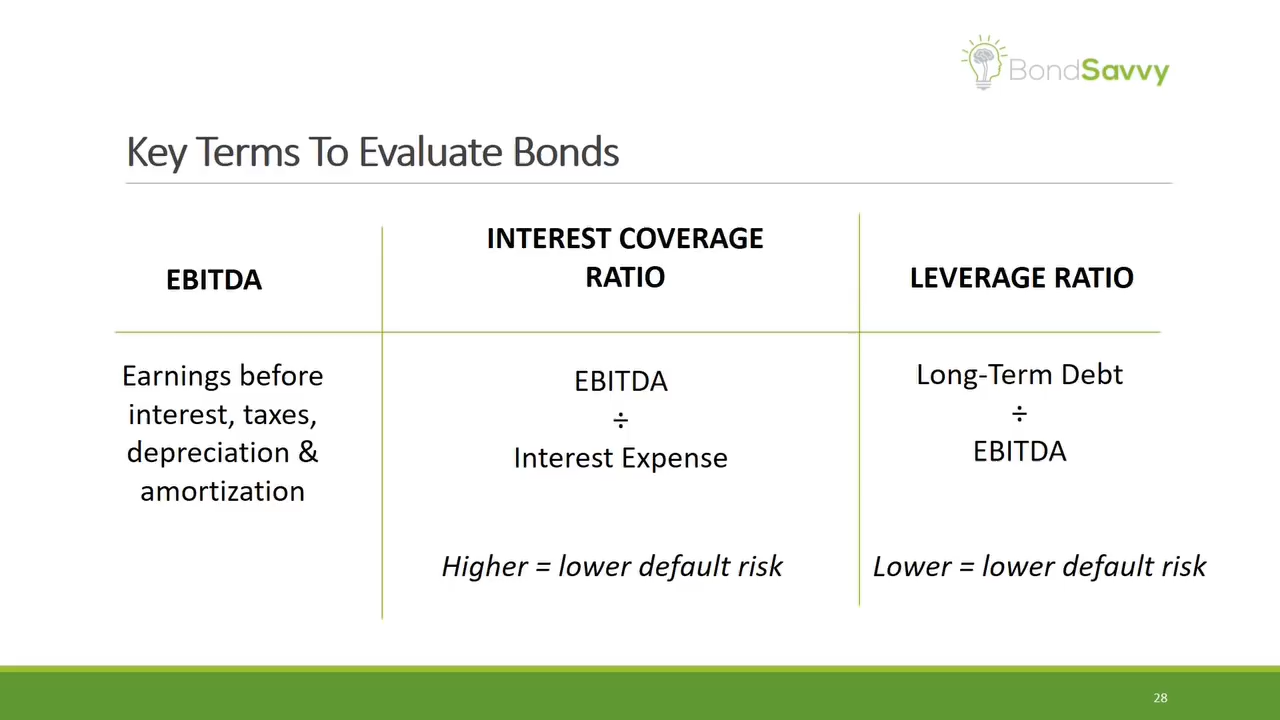 BondSavvy
Key Terms To Evaluate Bonds
EBITDA
INTEREST COVERAGE
RATIO
LEVERAGE RATIO
Earnings before
interest, taxes,
depreciation &
amortization
EBITDA
÷
Interest Expense
Higher = lower default risk
Long-Term Debt
÷
EBITDA
Lower = lower default risk
28